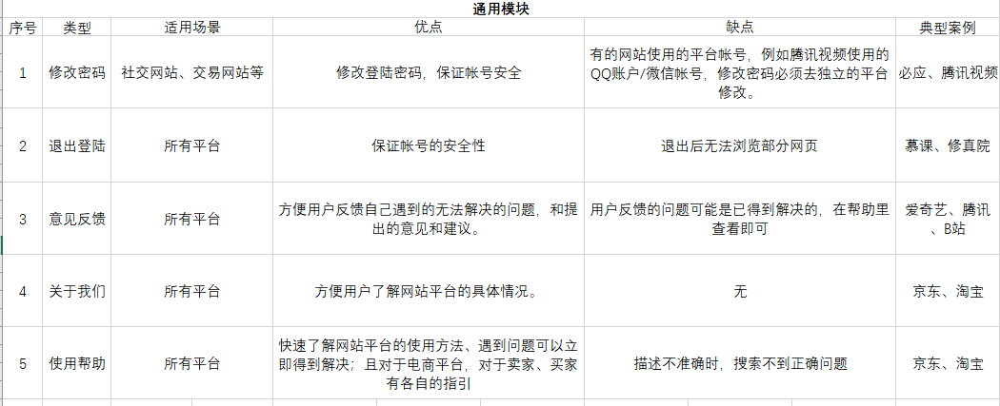 通用模块
序号 类型 适用场景 优点 缺点 典型案例
1 修改密码 社交网站、交易网站等 修改登陆密码，保证帐号安全 有的网站使用的平台帐号，例如腾讯视频使用的
QQ账户/微信帐号，修改密码必须去独立的平台
修改。 必应、腾讯视频
2 退出登陆 所有平台 保证帐号的安全性 退出后无法浏览部分网页 慕课、修真院
3 意见反馈 所有平台 方便用户反馈自己遇到的无法解决的问题，和提
出的意见和建议。 用户反馈的问题可能是已得到解决的，在帮助里
查看即可 爱奇艺、腾讯
、B站
4 关于我们 所有平台 方便用户了解网站平台的具体情况。 无 京东、淘宝
5 使用帮助 所有平台 快速了解网站平台的使用方法、遇到问题可以立
即得到解决；且对于电商平台，对于卖家、买家
有各自的指引 描述不准确时，搜索不到正确问题 京东、淘宝